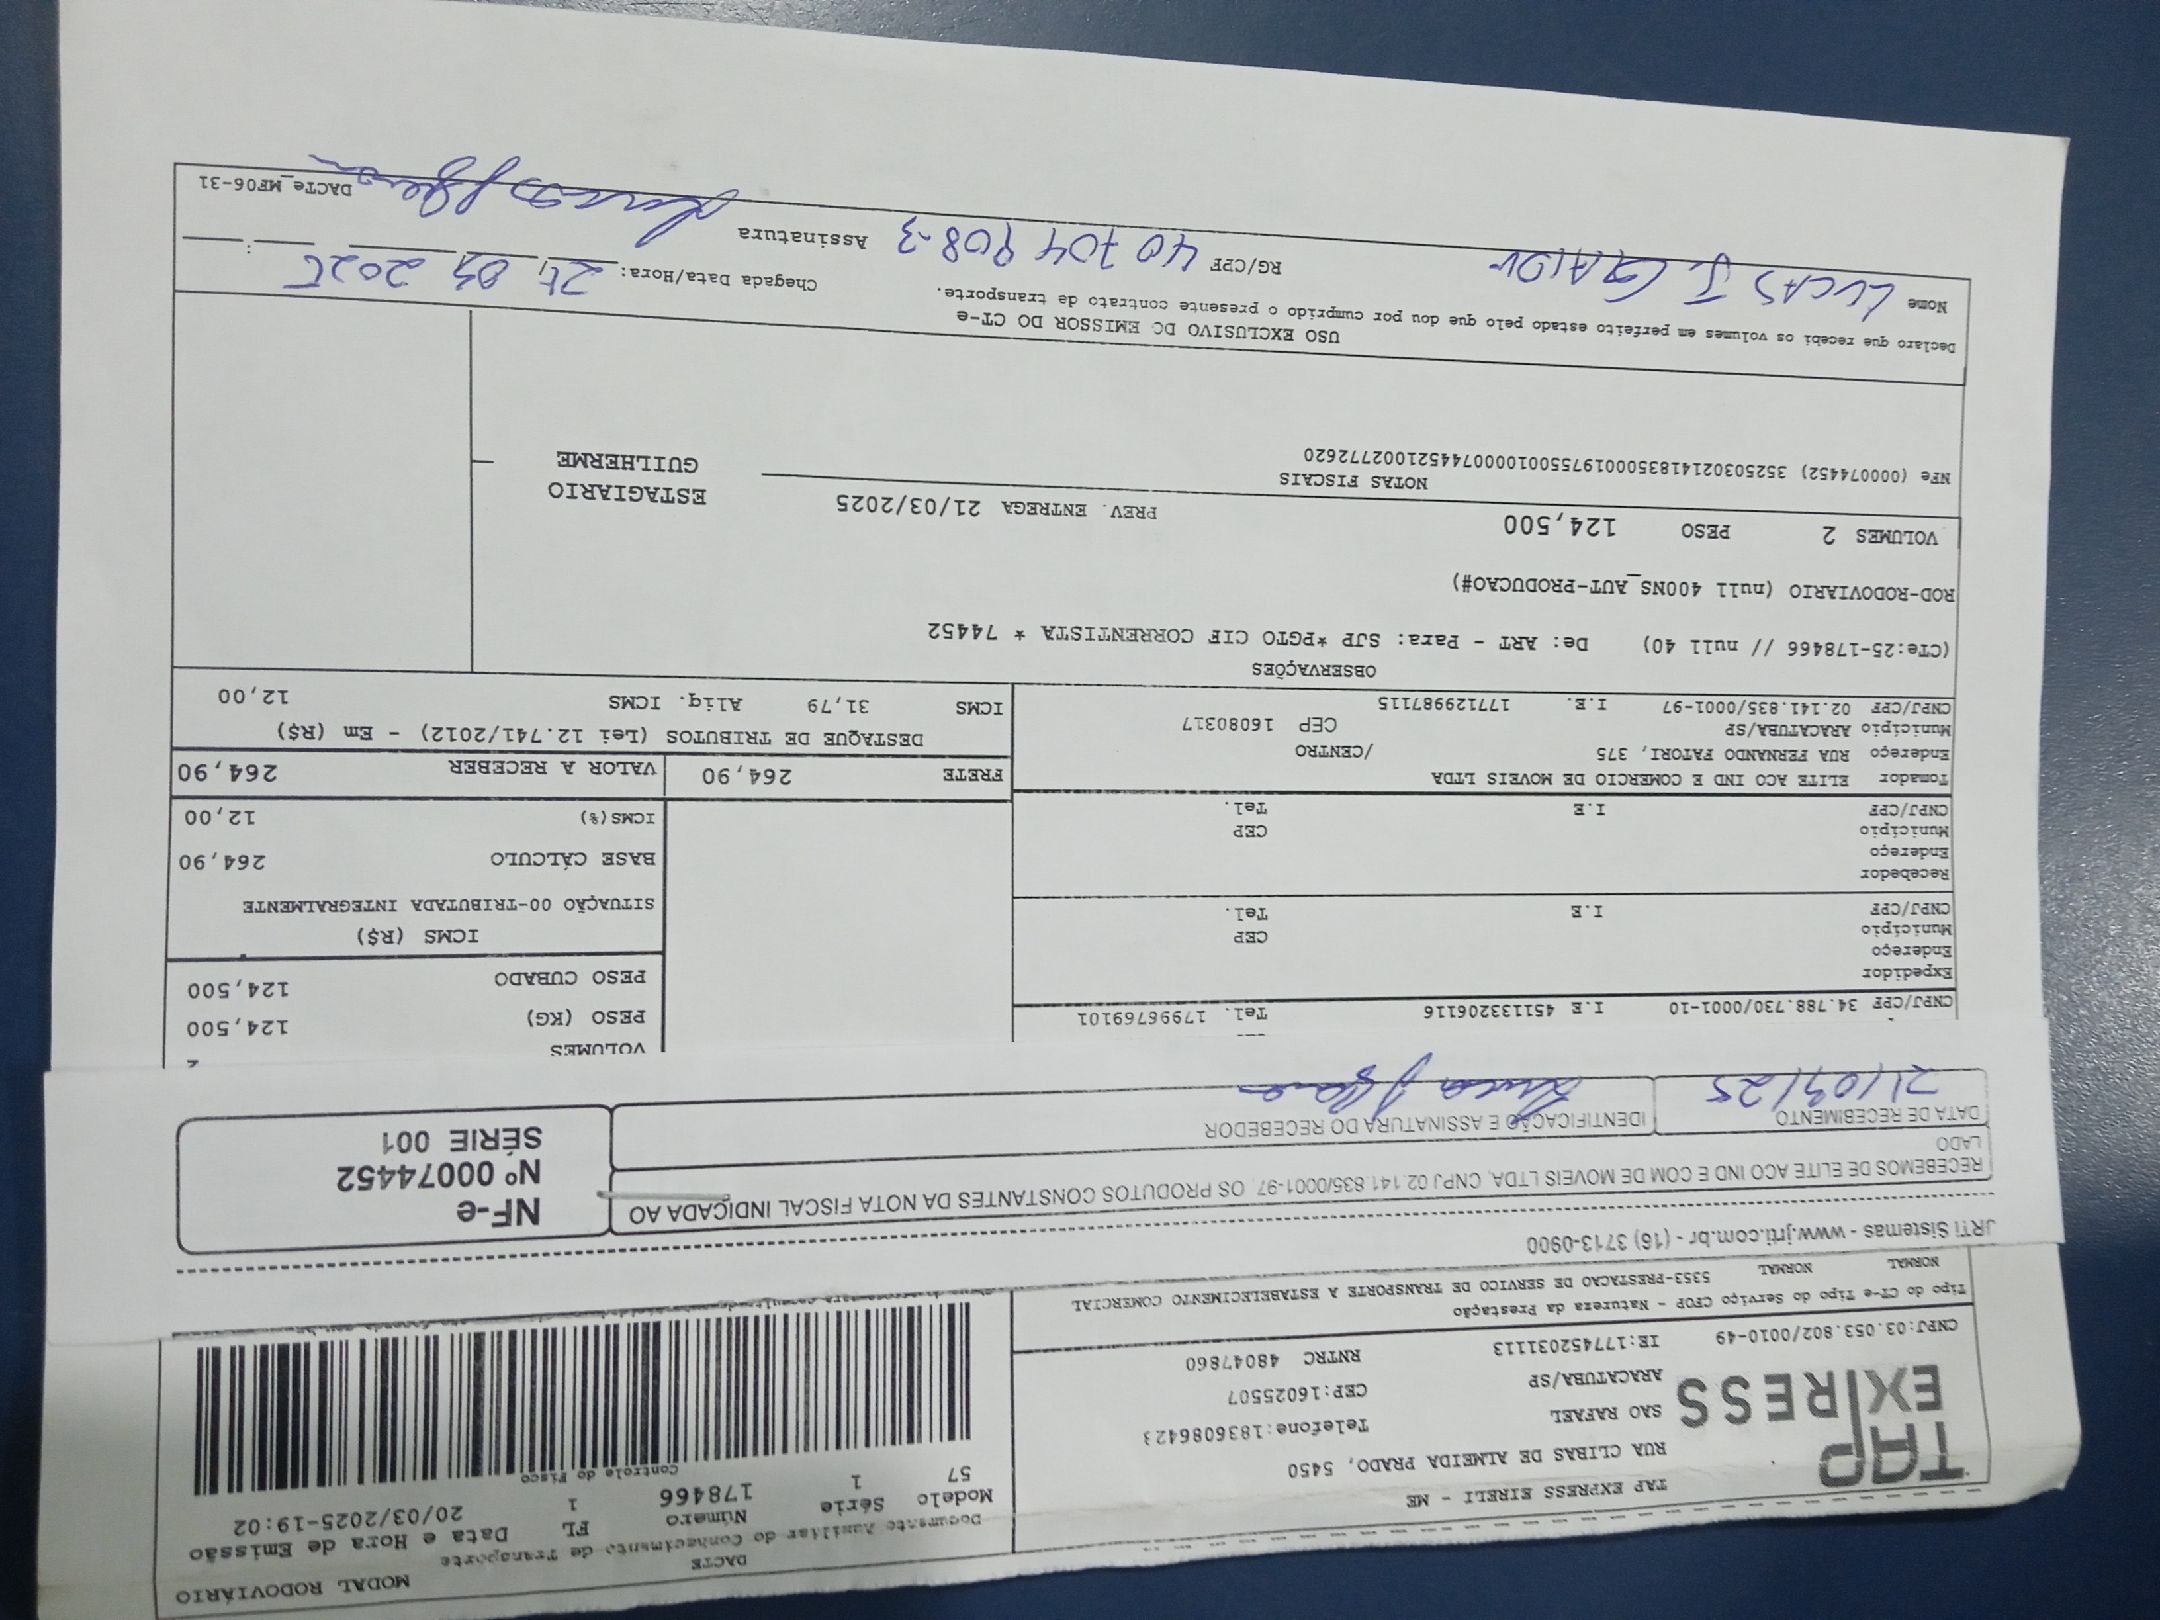 DACTE
MODAL RODOVIÁRIO
Documento Auxiliar do Conhecimento de Transporte
Modelo Série Número FL Data e Hora de Emissão
57 1 178466 1 20/03/2025-19:02
Controle do Fisco
TAP EXPRESS
TAP EXPRESS EIRELI - ME
RUA CLIBAS DE ALMEIDA PRADO, 5450
SAO RAFAEL Telefone:1836086423
ARACATUBA/SP CEP:16025507
CNPJ:03.053.802/0010-49 IE:177452031113 RNTRC 48047860
Tipo do CT-e Tipo do Serviço CFOP - Natureza da Prestação
NORMAL NORMAL 5353-PRESTACAO DE SERVICO DE TRANSPORTE A ESTABELECIMENTO COMERCIAL
JRTI Sistemas - www.jrti.com.br - (16) 3713-0900
RECEBEMOS DE ELITE ACO IND E COM DE MOVEIS LTDA, CNPJ 02.141.835/0001-97, OS PRODUTOS CONSTANTES DA NOTA FISCAL INDICADA AO
LADO
DATA DE RECEBIMENTO IDENTIFICAÇÃO E ASSINATURA DO RECEBEDOR
21/03/25
NF-e
Nº 00074452
SÉRIE 001
CNPJ/CPF 34.788.730/0001-10 I.E 451133206116 Tel. 17996769101
Expedidor
Endereço
Município CEP
CNPJ/CPF I.E Tel.
Recebedor
Endereço
Município CEP
CNPJ/CPF I.E Tel.
Tomador ELITE ACO IND E COMERCIO DE MOVEIS LTDA
Endereço RUA FERNANDO FATORI, 375 /CENTRO
Município ARACATUBA/SP CEP 16080317
CNPJ/CPF 02.141.835/0001-97 I.E. 177129987115
VOLUMES 2
PESO (KG) 124,500
PESO CUBADO 124,500
ICMS (R$)
SITUAÇÃO 00-TRIBUTADA INTEGRALMENTE
BASE CÁLCULO 264,90
ICMS(%) 12,00
FRETE 264,90 VALOR A RECEBER 264,90
DESTAQUE DE TRIBUTOS (Lei 12.741/2012) - Em (R$)
ICMS 31,79 Aliq. ICMS 12,00
OBSERVAÇÕES
(CTe:25-178466 // null 40) De: ART - Para: SJP *PGTO CIF CORRENTISTA * 74452
ROD-RODOVIARIO (null 400NS_AUT-PRODUCAO#)
VOLUMES 2 PESO 124,500 PREV. ENTREGA 21/03/2025
ESTAGIARIO
GUILHERME
NOTAS FISCAIS
NFe (000074452) 35250302141835000197550010000744521002772620
USO EXCLUSIVO DO EMISSOR DO CT-e
Declaro que recebi os volumes em perfeito estado pelo que dou por cumprido o presente contrato de transporte.
Chegada Data/Hora: 21 03 2025 :
Nome LUCAS J. RG/CPF 40 704 908-3 Assinatura
DACTe_MF06-31